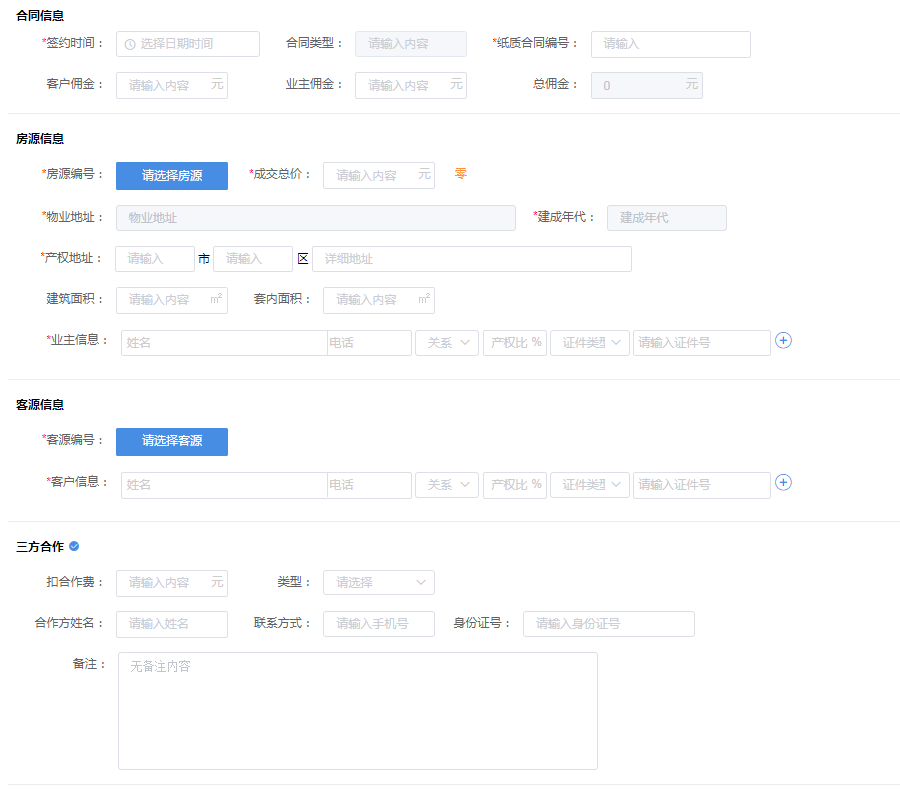 合同信息
*签约时间： 选择日期时间 合同类型： 请输入内容 *纸质合同编号： 请输入
客户佣金： 请输入内容 元 业主佣金： 请输入内容 元 总佣金： 0 元
房源信息
*房源编号： 请选择房源 *成交总价： 请输入内容 元 零
*物业地址： 物业地址 *建成年代： 建成年代
*产权地址： 请输入 市 请输入 区 详细地址
建筑面积： 请输入内容 ㎡ 套内面积： 请输入内容 ㎡
*业主信息： 姓名 电话 关系 产权比 % 证件类型 请输入证件号
客源信息
*客源编号： 请选择客源
*客户信息： 姓名 电话 关系 产权比 % 证件类型 请输入证件号
三方合作
扣合作费： 请输入内容 元 类型： 请选择
合作方姓名： 请输入姓名 联系方式： 请输入手机号 身份证号： 请输入身份证号
备注： 无备注内容